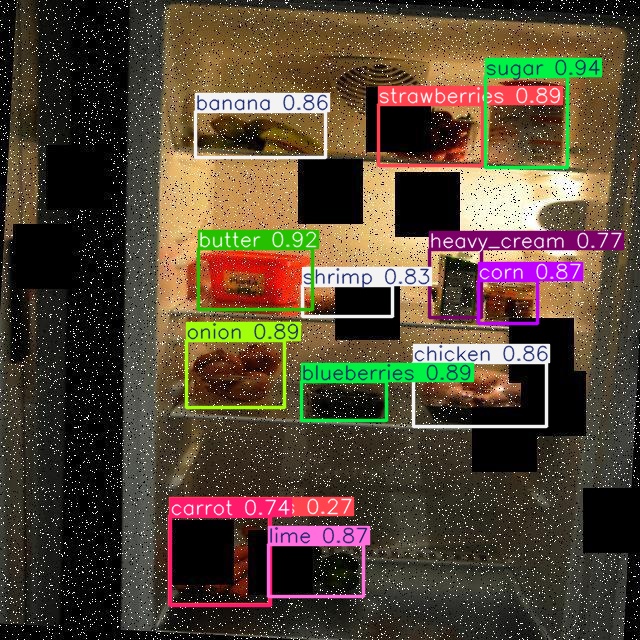 sugar 0.94
banana 0.86
strawberries 0.89
butter 0.92
heavy_cream 0.77
corn 0.87
shrimp 0.83
onion 0.89
chicken 0.86
blueberries 0.89
carrot 0.74
0.27
lime 0.87